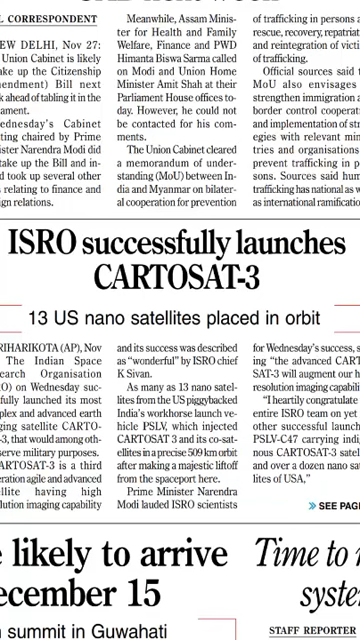 L CORRESPONDENT
EW DELHI, Nov 27:
Union Cabinet is likely
ake up the Citizenship
mendment) Bill next
k ahead of tabling it in the
iament.
ednesday's Cabinet
ting chaired by Prime
ister Narendra Modi did
take up the Bill and in-
d took up several other
s relating to finance and
ign relations.
Meanwhile, Assam Minis-
ter for Health and Family
Welfare, Finance and PWD
Himanta Biswa Sarma called
on Modi and Union Home
Minister Amit Shah at their
Parliament House offices to-
day. However, he could not
be contacted for his com-
ments.
The Union Cabinet cleared
a memorandum of under-
standing (MoU) between In-
dia and Myanmar on bilater-
al cooperation for prevention
of trafficking in persons a
rescue, recovery, repatriat
and reintegration of victi
of trafficking.
Official sources said t
MoU also envisages
strengthen immigration a
border control cooperati
and implementation of str
egies with relevant min
tries and organisations
prevent trafficking in p
sons. Sources said hum
trafficking has national as w
as international ramificatio
ISRO successfully launches
CARTOSAT-3
13 US nano satellites placed in orbit
RIHARIKOTA (AP), Nov
The Indian Space
earch Organisation
O) on Wednesday suc-
fully launched its most
plex and advanced earth
ging satellite CARTO-
-3, that would among oth-
serve military purposes.
ARTOSAT-3 is a third
eration agile and advanced
llite having high
lution imaging capability
and its success was described
as "wonderful" by ISRO chief
K Sivan.
As many as 13 nano satel-
lites from the US piggybacked
India's workhorse launch ve-
hicle PSLV, which injected
CARTOSAT 3 and its co-sat-
ellites in a precise 509 km orbit
after making a majestic liftoff
from the spaceport here.
Prime Minister Narendra
Modi lauded ISRO scientists
for Wednesday's success, s
ing "the advanced CART
SAT-3 will augment our h
resolution imaging capabili
"I heartily congratulate
entire ISRO team on yet
other successful launch
PSLV-C47 carrying indig
nous CARTOSAT-3 satel
and over a dozen nano sa
lites of USA,"
» SEE PAG
e likely to arrive
ecember 15
n summit in Guwahati
Time to r
system
STAFF REPORTER